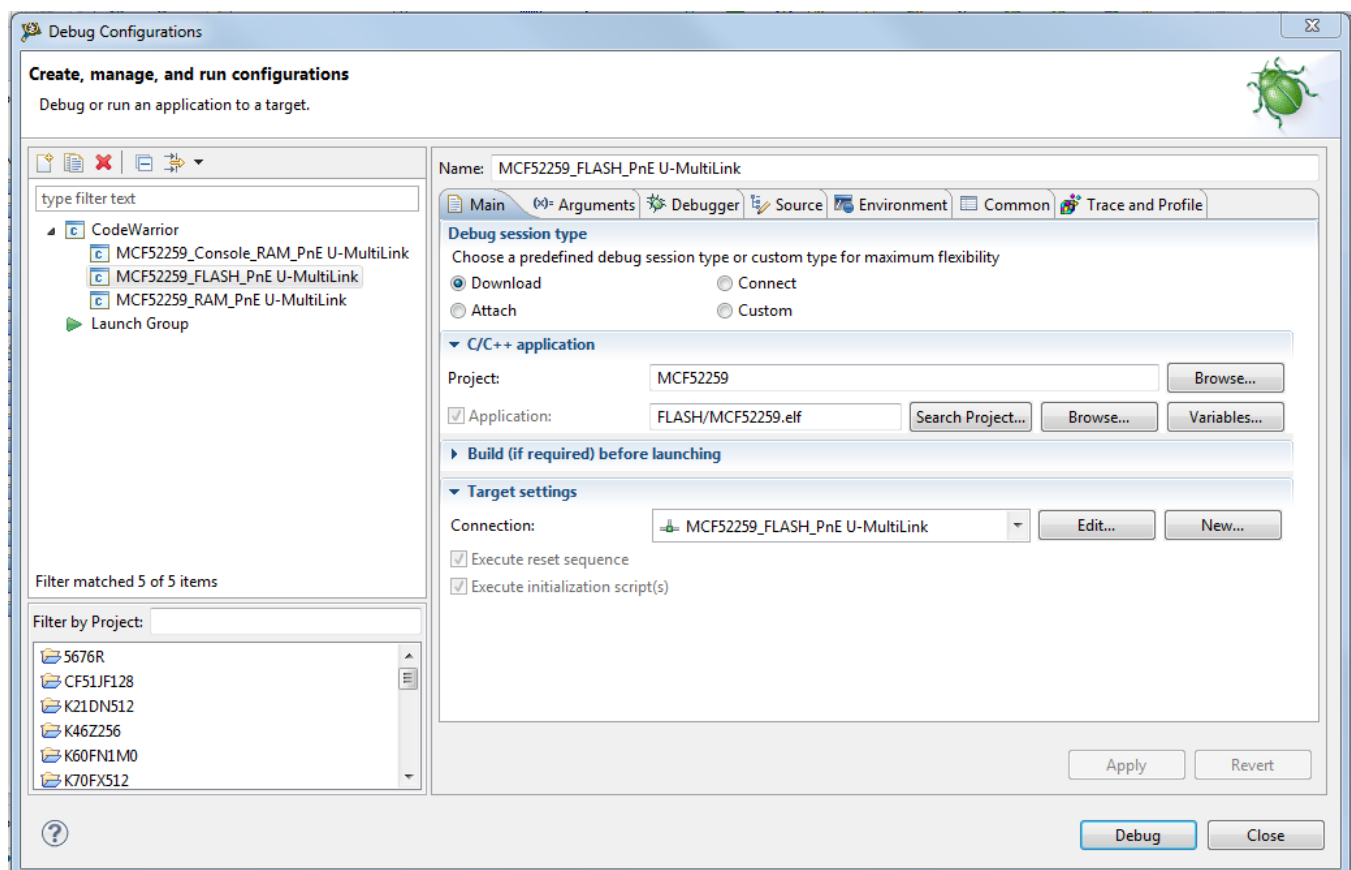 Debug Configurations
Create, manage, and run configurations
Debug or run an application to a target.
type filter text
CodeWarrior
MCF52259_Console_RAM_PnE U-MultiLink
MCF52259_FLASH_PnE U-MultiLink
MCF52259_RAM_PnE U-MultiLink
Launch Group
Filter matched 5 of 5 items
Filter by Project:
5676R
CF51JF128
K21DN512
K46Z256
K60FN1M0
K70FX512
Name: MCF52259_FLASH_PnE U-MultiLink
Main (x)= Arguments Debugger Source Environment Common Trace and Profile
Debug session type
Choose a predefined debug session type or custom type for maximum flexibility
Download Connect
Attach Custom
C/C++ application
Project: MCF52259 Browse...
Application: FLASH/MCF52259.elf Search Project... Browse... Variables...
Build (if required) before launching
Target settings
Connection: MCF52259_FLASH_PnE U-MultiLink Edit... New...
Execute reset sequence
Execute initialization script(s)
Apply Revert
Debug Close